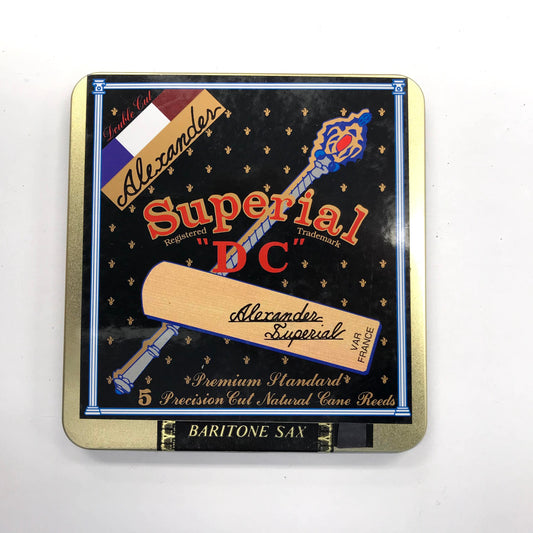 Double Cut
Alexander
Superial
Registered Trademark
"DC"
Alexander
Superial
VAR
FRANCE
Premium Standard
5 Precision Cut Natural Cane Reeds
BARITONE SAX